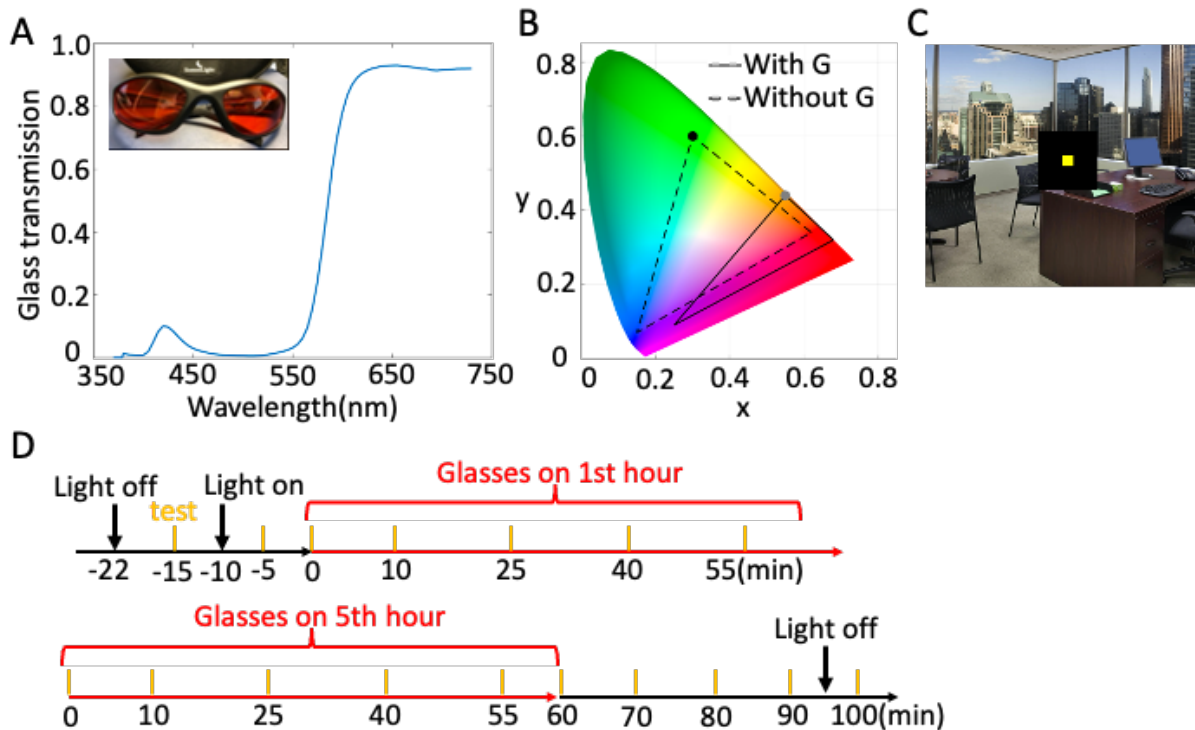 A
B
C
1.0
0.8
0.6
0.4
0.2
0
Glass transmission
350 450 550 650 750
Wavelength(nm)
With G
Without G
0.8
0.6
y
0.4
0.2
0
0 0.2 0.4 0.6 0.8
x
D
Glasses on 1st hour
Light off Light on
test
-22 -15 -10 -5 0 10 25 40 55(min)
Glasses on 5th hour
Light off
0 10 25 40 55 60 70 80 90 100(min)